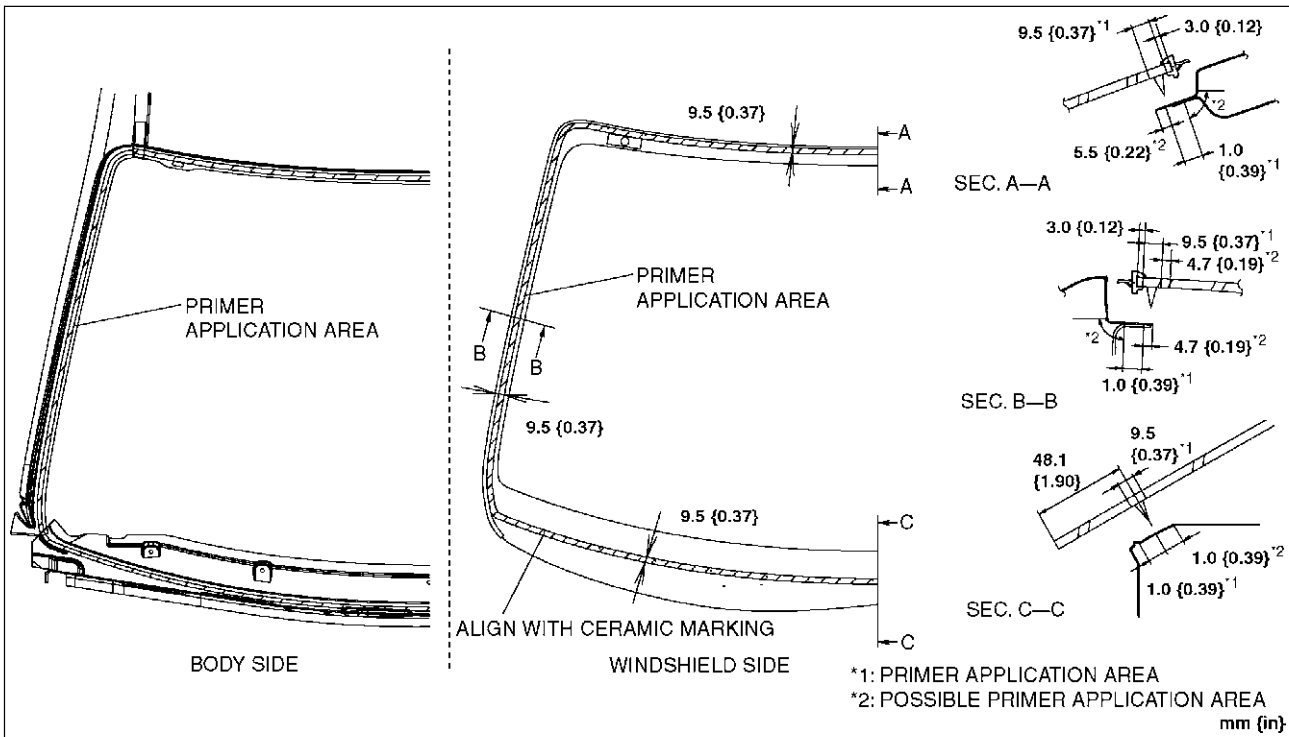 PRIMER
APPLICATION AREA
BODY SIDE
9.5 {0.37}
A
A
PRIMER
APPLICATION AREA
B
B
9.5 {0.37}
9.5 {0.37}
C
C
ALIGN WITH CERAMIC MARKING
WINDSHIELD SIDE
9.5 {0.37}*1
3.0 {0.12}
*2
5.5 {0.22}*2
1.0
{0.39}*1
SEC. A—A
3.0 {0.12}
9.5 {0.37}*1
4.7 {0.19}*2
*2
4.7 {0.19}*2
1.0 {0.39}*1
SEC. B—B
9.5
{0.37}*1
48.1
{1.90}
1.0 {0.39}*2
1.0 {0.39}*1
SEC. C—C
*1: PRIMER APPLICATION AREA
*2: POSSIBLE PRIMER APPLICATION AREA
mm {in}